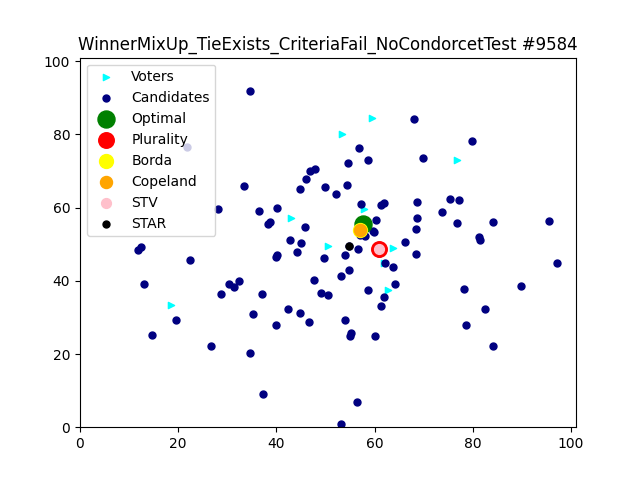 WinnerMixUp_TieExists_CriteriaFail_NoCondorcetTest #9584
100
80
60
40
20
0
0
20
40
60
80
100
Voters
Candidates
Optimal
Plurality
Borda
Copeland
STV
STAR